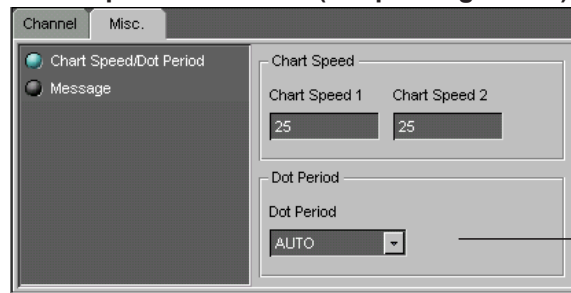 Channel Misc.
Chart Speed/Dot Period
Message
Chart Speed
Chart Speed 1 Chart Speed 2
25 25
Dot Period
Dot Period
AUTO